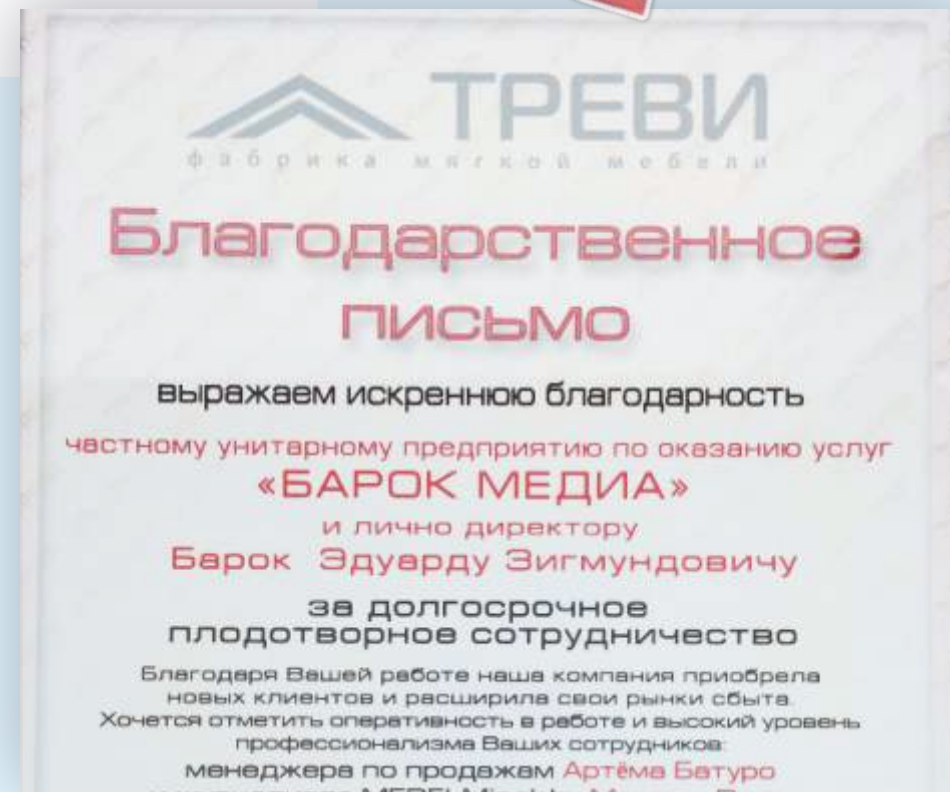 ТРЕВИ
фабрика мягкой мебели
Благодарственное
письмо
выражаем искреннюю благодарность
частному унитарному предприятию по оказанию услуг
«БАРОК МЕДИА»
и лично директору
Барок Эдуарду Зигмундовичу
за долгосрочное
плодотворное сотрудничество
Благодаря Вашей работе наша компания приобрела
новых клиентов и расширила свои рынки сбыта.
Хочется отметить оперативность в работе и высокий уровень
профессионализма Ваших сотрудников:
менеджера по продажам Артёма Батуро